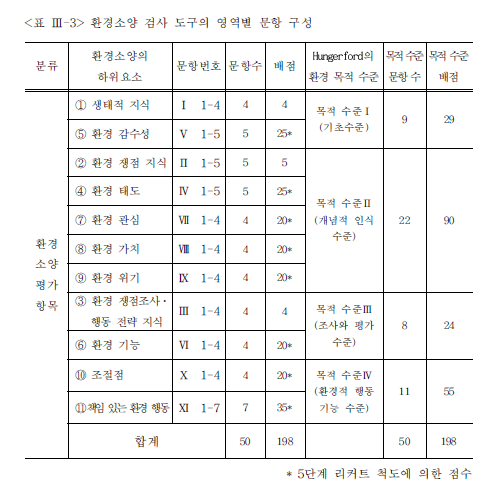 <표 Ⅲ-3> 환경소양 검사 도구의 영역별 문항 구성
분류 환경소양의 하위요소 문항번호 문항수 배점 Hungerford의 환경 목적 수준 목적 수준 문항 수 목적 수준 배점
환경 소양 평가 항목
① 생태적 지식 Ⅰ 1-4 4 4 목적 수준Ⅰ (기초수준) 9 29
⑤ 환경 감수성 Ⅴ 1-5 5 25*
② 환경 쟁점 지식 Ⅱ 1-5 5 5 목적 수준Ⅱ (개념적 인식 수준) 22 90
④ 환경 태도 Ⅳ 1-5 5 25*
⑦ 환경 관심 Ⅶ 1-4 4 20*
⑧ 환경 가치 Ⅷ 1-4 4 20*
⑨ 환경 위기 Ⅸ 1-4 4 20*
③ 환경 쟁점조사· 행동 전략 지식 Ⅲ 1-4 4 4 목적 수준Ⅲ (조사와 평가 수준) 8 24
⑥ 환경 기능 Ⅵ 1-4 4 20*
⑩ 조절점 Ⅹ 1-4 4 20* 목적 수준Ⅳ (환경적 행동 기능 수준) 11 55
⑪책임 있는 환경 행동 Ⅺ 1-7 7 35*
합계 50 198 50 198
* 5단계 리커트 척도에 의한 점수